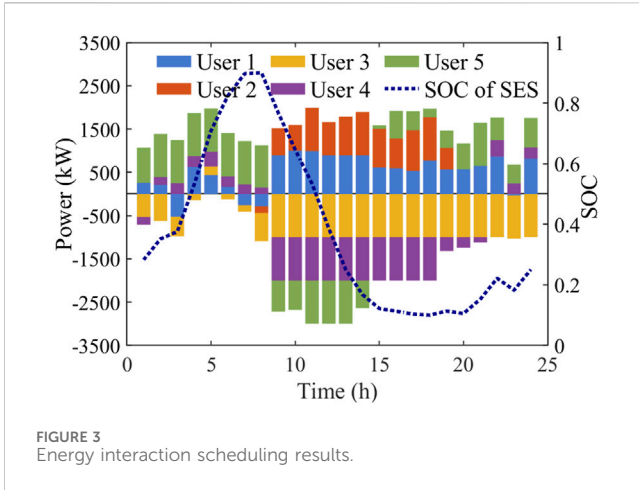 3500
2500
1500
500
-500
-1500
-2500
-3500
Power (kW)
User 1 User 3 User 5
User 2 User 4 SOC of SES
1
0.8
0.6
0.4
0.2
0
SOC
0 5 10 15 20 25
Time (h)
FIGURE 3
Energy interaction scheduling results.